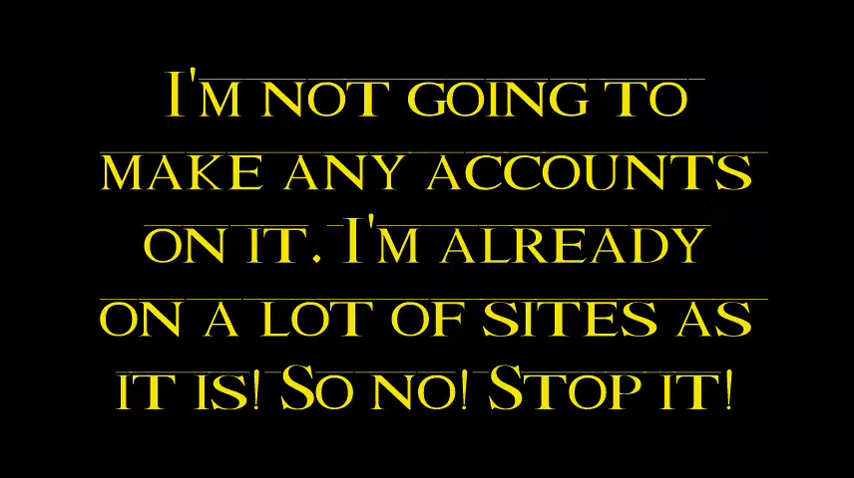 I'm not going to
make any accounts
on it. I'm already
on a lot of sites as
it is! So no! Stop it!